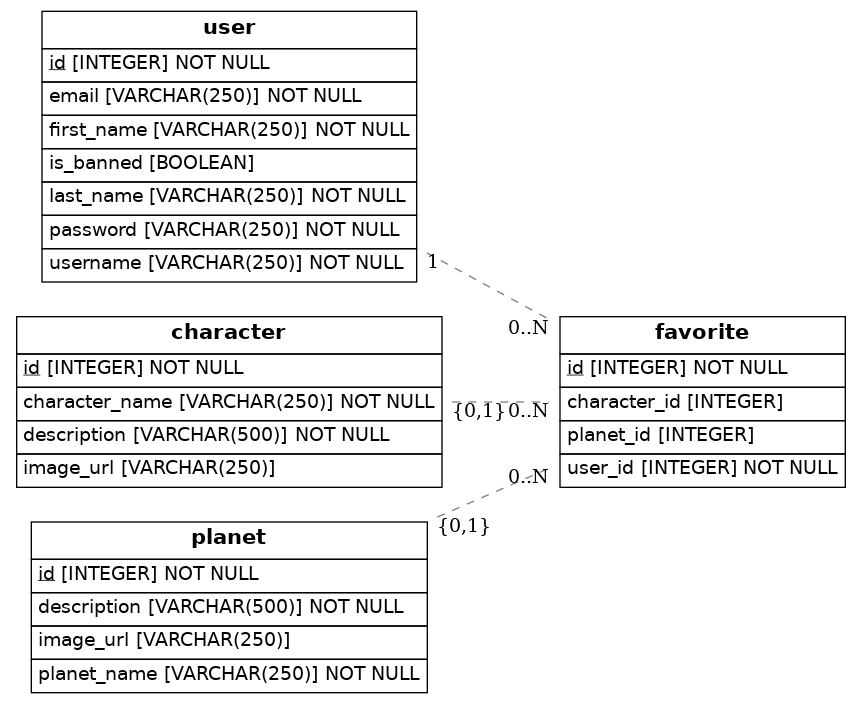 user
id [INTEGER] NOT NULL
email [VARCHAR(250)] NOT NULL
first_name [VARCHAR(250)] NOT NULL
is_banned [BOOLEAN]
last_name [VARCHAR(250)] NOT NULL
password [VARCHAR(250)] NOT NULL
username [VARCHAR(250)] NOT NULL
1
0..N
character
id [INTEGER] NOT NULL
character_name [VARCHAR(250)] NOT NULL
description [VARCHAR(500)] NOT NULL
image_url [VARCHAR(250)]
{0,1}
0..N
favorite
id [INTEGER] NOT NULL
character_id [INTEGER]
planet_id [INTEGER]
user_id [INTEGER] NOT NULL
0..N
{0,1}
planet
id [INTEGER] NOT NULL
description [VARCHAR(500)] NOT NULL
image_url [VARCHAR(250)]
planet_name [VARCHAR(250)] NOT NULL